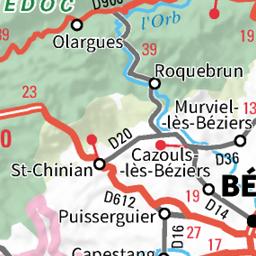 EDOC
D908
l'Orb
Olargues
39
39
Roquebrun
23
Murviel-
-lès-Béziers
13
D20
Cazouls
-lès-Béziers
D36
St-Chinian
D612
BÉ
D14
Puisserguier
19
17
27
D16
Capestang